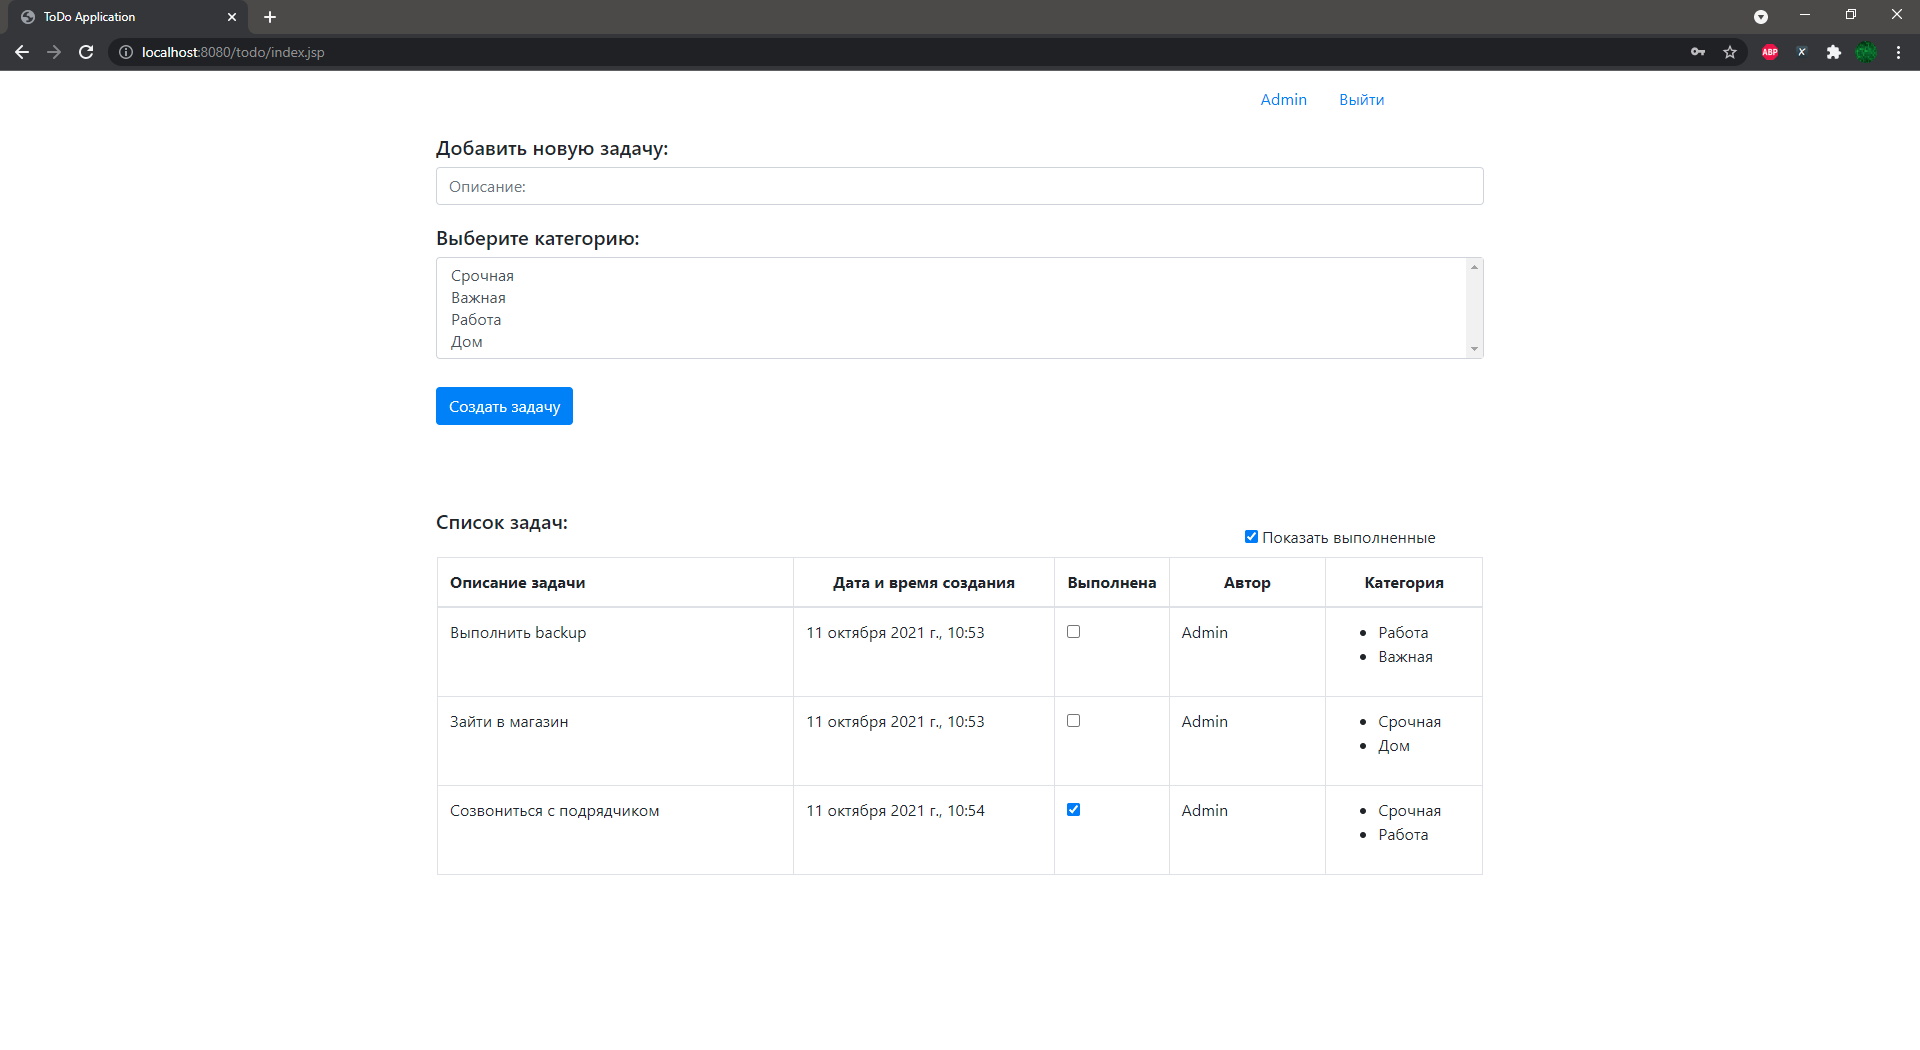 ToDo Application
localhost:8080/todo/index.jsp
ABP
X
Admin Выйти
Добавить новую задачу:
Описание:
Выберите категорию:
Срочная
Важная
Работа
Дом
Создать задачу
Список задач:
Показать выполненные
Описание задачи Дата и время создания Выполнена Автор Категория
Выполнить backup 11 октября 2021 г., 10:53 Admin Работа
Важная
Зайти в магазин 11 октября 2021 г., 10:53 Admin Срочная
Дом
Созвониться с подрядчиком 11 октября 2021 г., 10:54 Admin Срочная
Работа